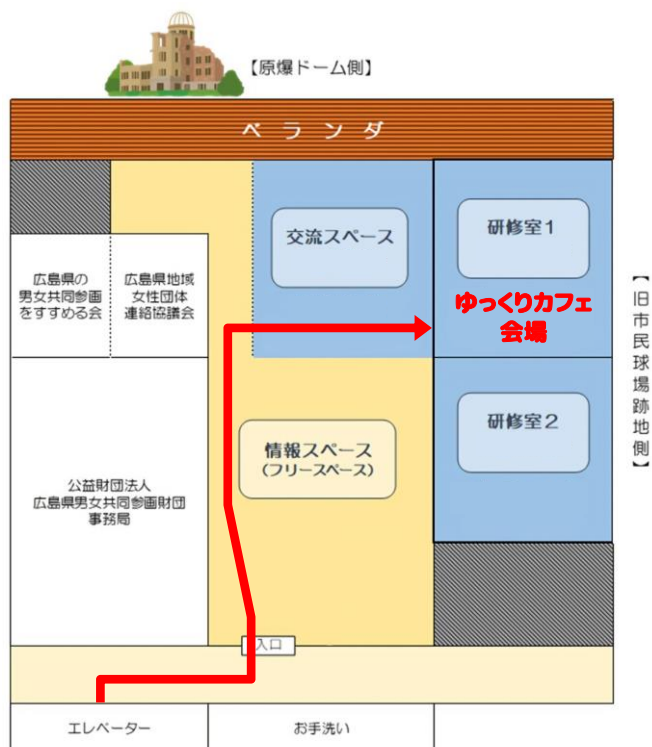 【原爆ドーム側】
ベランダ
交流スペース
研修室1
広島県の
男女共同参画
をすすめる会
広島県地域
女性団体
連絡協議会
ゆっくりカフェ
会場
【旧市民球場跡地側】
情報スペース
(フリースペース)
研修室2
公益財団法人
広島県男女共同参画財団
事務局
入口
エレベーター
お手洗い